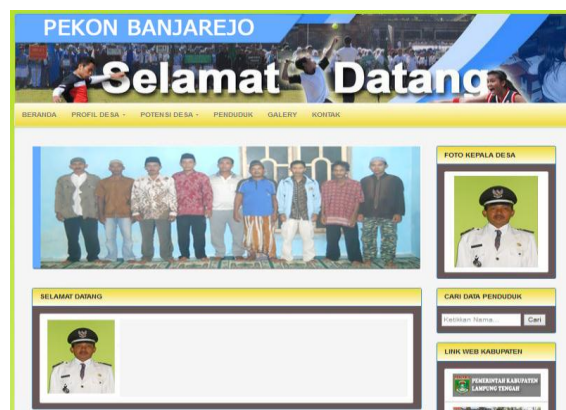 PEKON BANJAREJO
Selamat Datang
BERANDA PROFIL DESA POTENSI DESA PENDUDUK GALERY KONTAK
FOTO KEPALA DESA
SELAMAT DATANG
CARI DATA PENDUDUK
Ketikkan Nama... Cari
LINK WEB KABUPATEN
PEMERINTAH KABUPATEN
LAMPUNG TENGAH